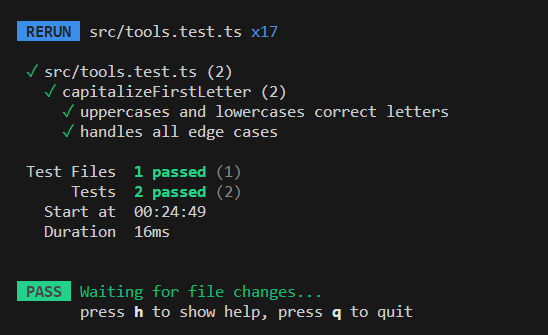 RERUN src/tools.test.ts x17
✓ src/tools.test.ts (2)
✓ capitalizeFirstLetter (2)
✓ uppercases and lowercases correct letters
✓ handles all edge cases
Test Files 1 passed (1)
Tests 2 passed (2)
Start at 00:24:49
Duration 16ms
PASS Waiting for file changes...
press h to show help, press q to quit